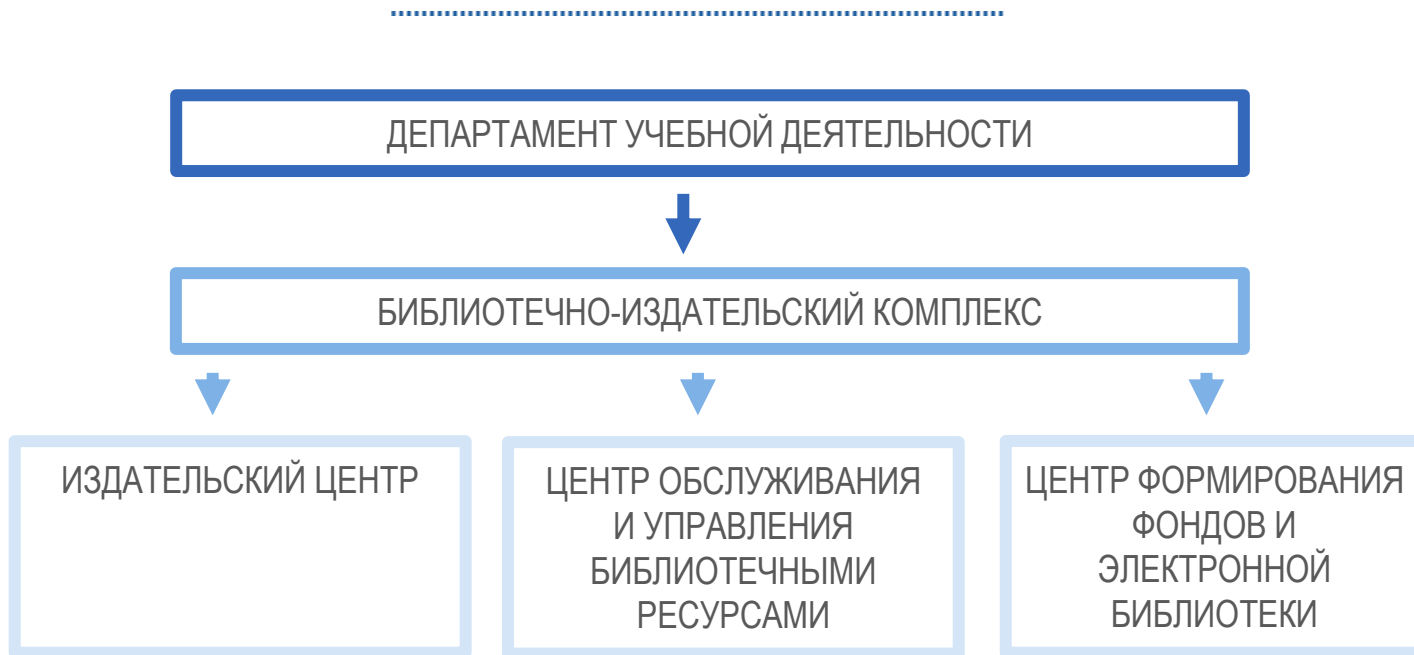 ДЕПАРТАМЕНТ УЧЕБНОЙ ДЕЯТЕЛЬНОСТИ
БИБЛИОТЕЧНО-ИЗДАТЕЛЬСКИЙ КОМПЛЕКС
ИЗДАТЕЛЬСКИЙ ЦЕНТР
ЦЕНТР ОБСЛУЖИВАНИЯ
И УПРАВЛЕНИЯ
БИБЛИОТЕЧНЫМИ
РЕСУРСАМИ
ЦЕНТР ФОРМИРОВАНИЯ
ФОНДОВ И
ЭЛЕКТРОННОЙ
БИБЛИОТЕКИ